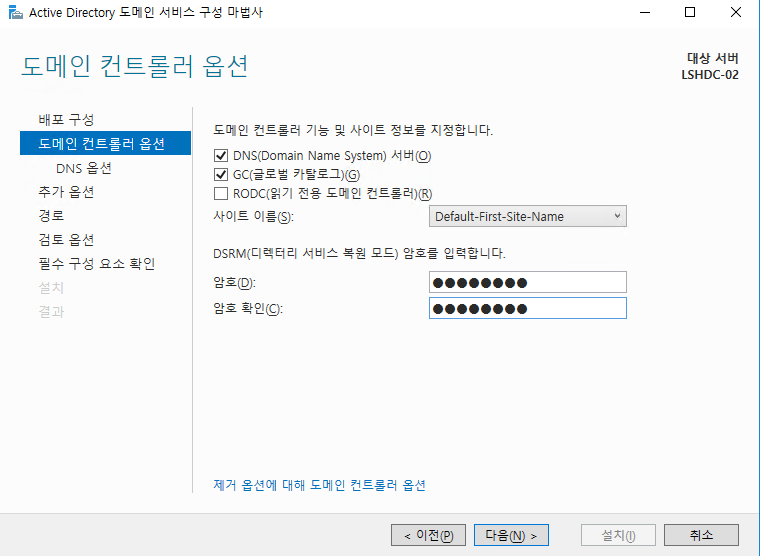 Active Directory 도메인 서비스 구성 마법사
도메인 컨트롤러 옵션
대상 서버
LSHDC-02
배포 구성
도메인 컨트롤러 옵션
DNS 옵션
추가 옵션
경로
검토 옵션
필수 구성 요소 확인
설치
결과
도메인 컨트롤러 기능 및 사이트 정보를 지정합니다.
DNS(Domain Name System) 서버(O)
GC(글로벌 카탈로그)(G)
RODC(읽기 전용 도메인 컨트롤러)(R)
사이트 이름(S): Default-First-Site-Name
DSRM(디렉터리 서비스 복원 모드) 암호를 입력합니다.
암호(D): ●●●●●●●●
암호 확인(C): ●●●●●●●●
제거 옵션에 대해 도메인 컨트롤러 옵션
< 이전(P) 다음(N) > 설치(I) 취소